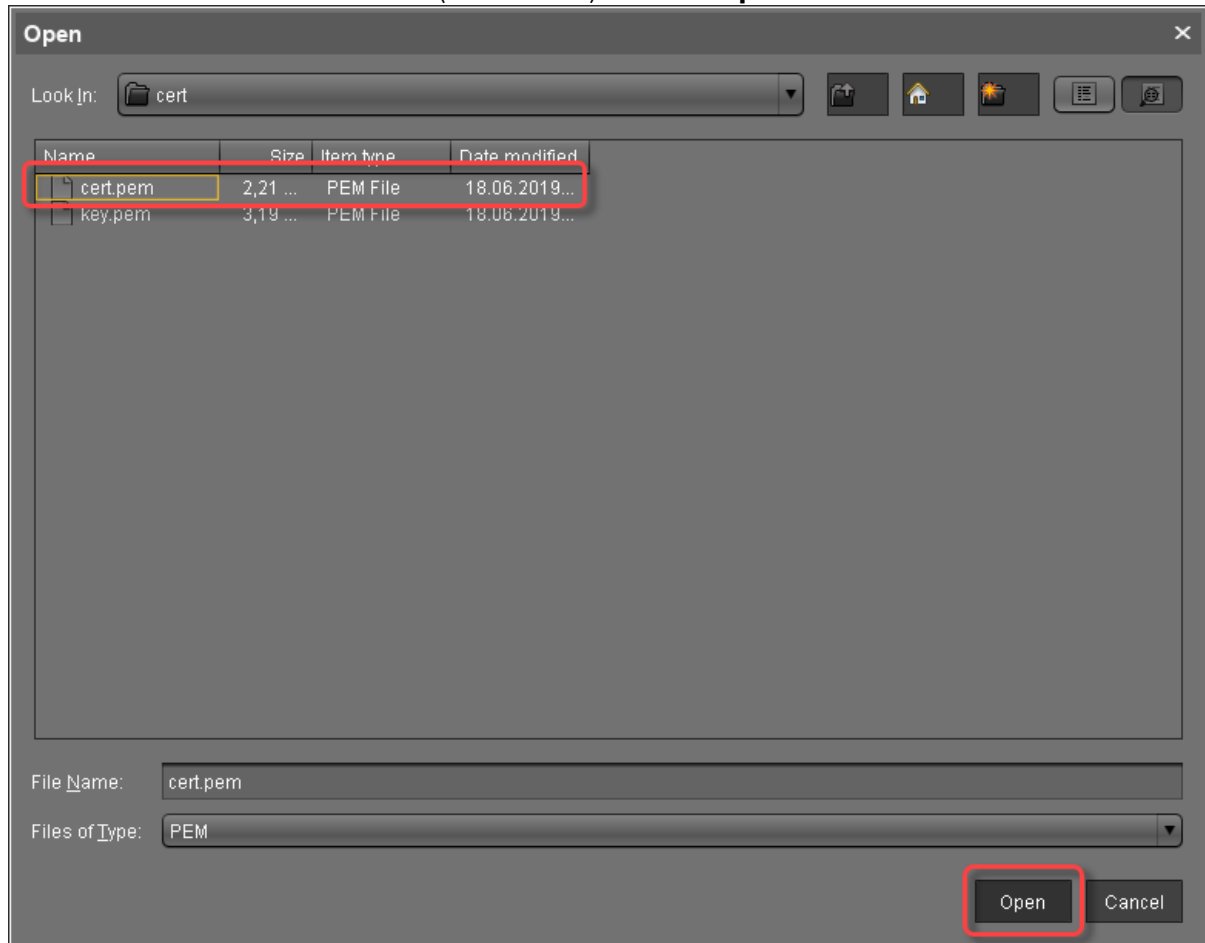 Open
Look In: cert
Name Size Item type Date modified
cert.pem 2,21 ... PEM File 18.06.2019...
key.pem 3,19 ... PEM File 18.06.2019...
File Name: cert.pem
Files of Type: PEM
Open Cancel